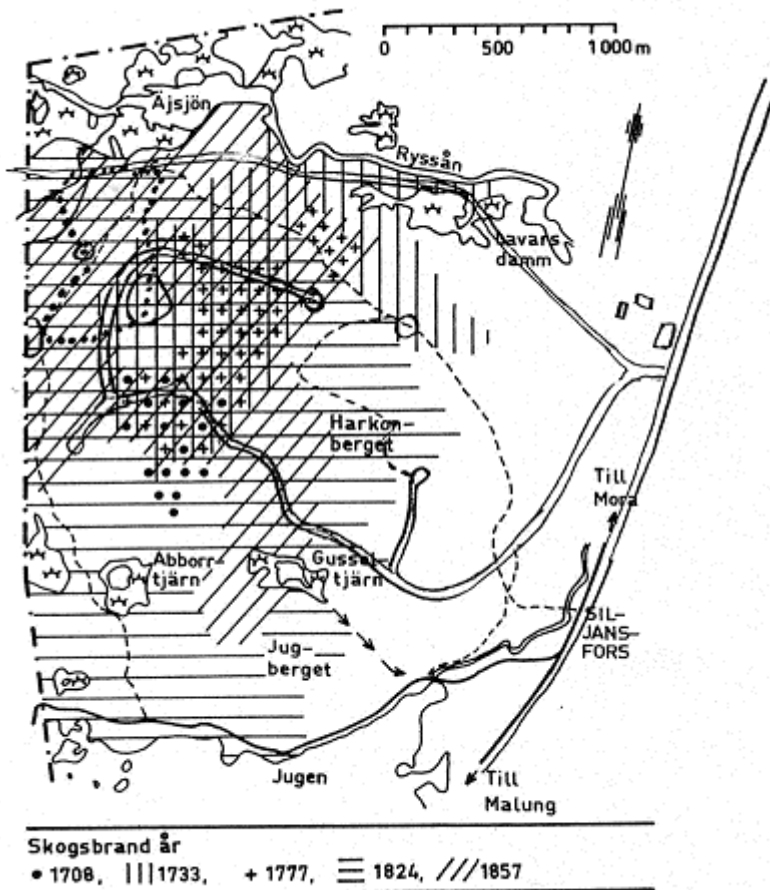 0 500 1000 m
Äjsjön
Ryssån
Lavars
damm
Harkon-
berget
Till
Mora
Abborr-
tjärn
Gussel-
tjärn
SIL-
JANS-
FORS
Jug-
berget
Jugen
Till
Malung
Skogsbrand år
• 1708, ||| 1733, + 1777, ☰ 1824, /// 1857